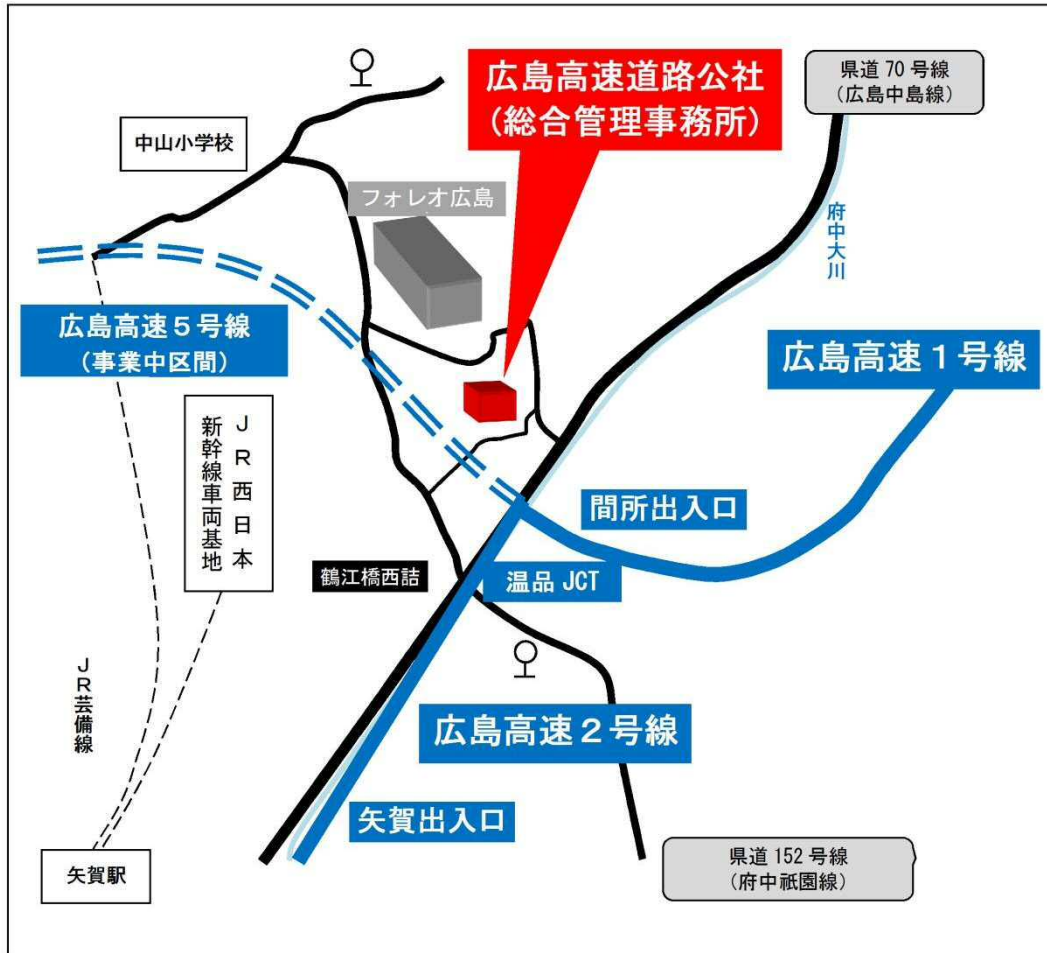 広島高速道路公社
(総合管理事務所)
県道70号線
(広島中島線)
中山小学校
フォレオ広島
府中大川
広島高速5号線
(事業中区間)
広島高速1号線
JR西日本
新幹線車両基地
間所出入口
鶴江橋西詰
温品JCT
JR芸備線
広島高速2号線
矢賀出入口
矢賀駅
県道152号線
(府中祇園線)